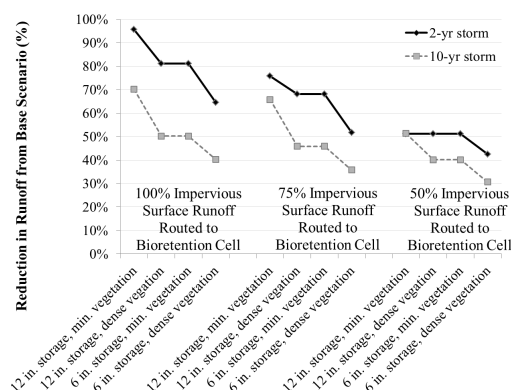 Reduction in Runoff from Base Scenario (%)
100%
90%
80%
70%
60%
50%
40%
30%
20%
10%
0%
2-yr storm
10-yr storm
100% Impervious
Surface Runoff
Routed to
Bioretention Cell
75% Impervious
Surface Runoff
Routed to
Bioretention Cell
50% Impervious
Surface Runoff
Routed to
Bioretention Cell
12 in. storage, min. vegetation
12 in. storage, dense vegation
6 in. storage, min. vegetation
6 in. storage, dense vegetation
12 in. storage, min. vegetation
12 in. storage, dense vegation
6 in. storage, min. vegetation
6 in. storage, dense vegetation
12 in. storage, min. vegetation
12 in. storage, dense vegation
6 in. storage, min. vegetation
6 in. storage, dense vegetation